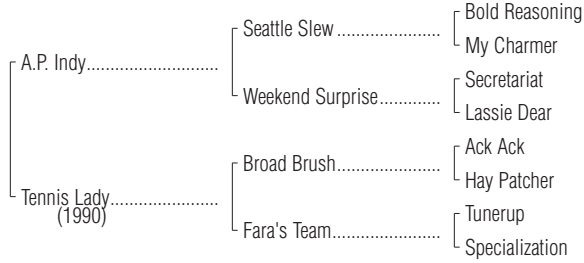 Bold Reasoning
Seattle Slew
My Charmer
A.P. Indy
Secretariat
Weekend Surprise
Lassie Dear
Ack Ack
Broad Brush
Hay Patcher
Tennis Lady
(1990)
Tunerup
Fara's Team
Specialization